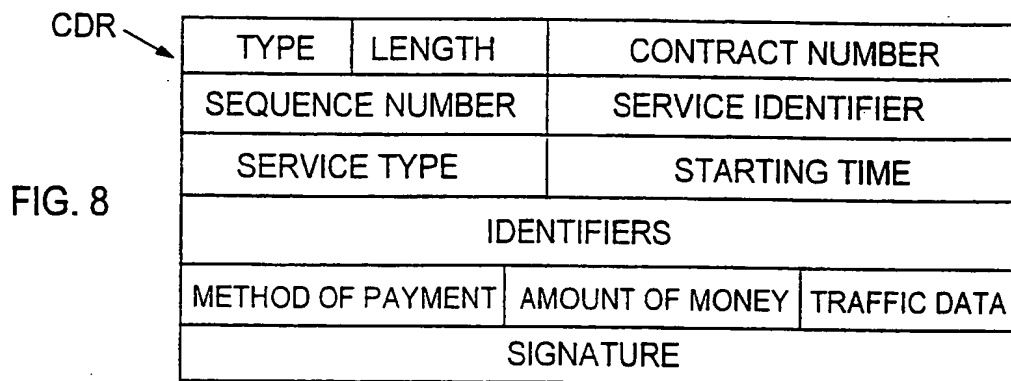 CDR
TYPE LENGTH CONTRACT NUMBER
SEQUENCE NUMBER SERVICE IDENTIFIER
SERVICE TYPE STARTING TIME
FIG. 8
IDENTIFIERS
METHOD OF PAYMENT AMOUNT OF MONEY TRAFFIC DATA
SIGNATURE